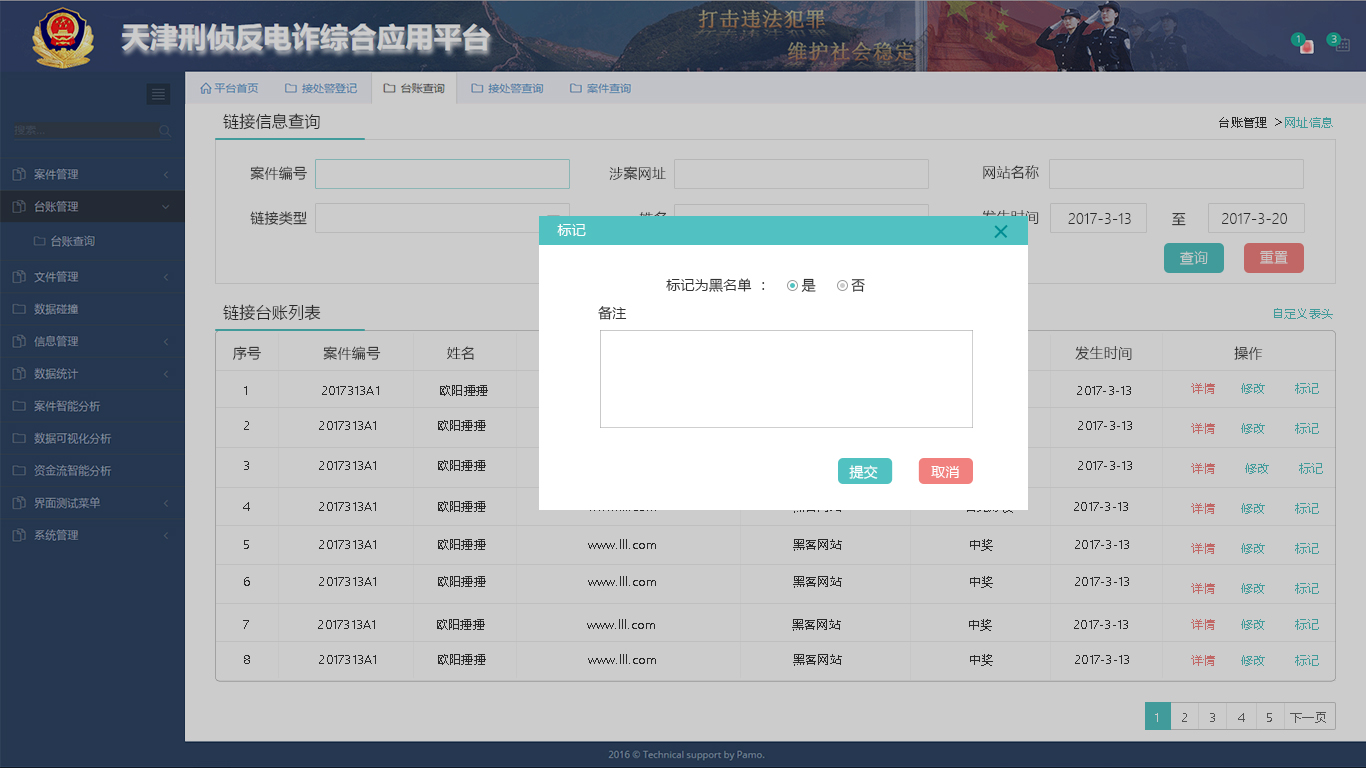 天津刑侦反电诈综合应用平台
打击违法犯罪
维护社会稳定
1
3
搜索...
案件管理
台账管理
台账查询
文件管理
数据碰撞
信息管理
数据统计
案件智能分析
数据可视化分析
资金流智能分析
界面测试菜单
系统管理
平台首页 接处警登记 台账查询 接处警查询 案件查询
链接信息查询
台账管理 >网址信息
案件编号 涉案网址 网站名称
链接类型 姓名 发生时间 2017-3-13 至 2017-3-20
查询 重置
标记
标记为黑名单 : 是 否
备注
提交 取消
链接台账列表
自定义表头
序号 案件编号 姓名 发生时间 操作
1 2017313A1 欧阳捶捶 2017-3-13 详情 修改 标记
2 2017313A1 欧阳捶捶 2017-3-13 详情 修改 标记
3 2017313A1 欧阳捶捶 2017-3-13 详情 修改 标记
4 2017313A1 欧阳捶捶 www.lll.com 黑客网站 2017-3-13 详情 修改 标记
5 2017313A1 欧阳捶捶 www.lll.com 黑客网站 中奖 2017-3-13 详情 修改 标记
6 2017313A1 欧阳捶捶 www.lll.com 黑客网站 中奖 2017-3-13 详情 修改 标记
7 2017313A1 欧阳捶捶 www.lll.com 黑客网站 中奖 2017-3-13 详情 修改 标记
8 2017313A1 欧阳捶捶 www.lll.com 黑客网站 中奖 2017-3-13 详情 修改 标记
1 2 3 4 5 下一页
2016 © Technical support by Pamo.